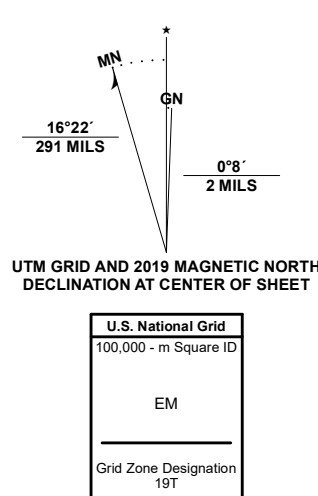 ★
MN
GN
16°22´
291 MILS
0°8´
2 MILS
UTM GRID AND 2019 MAGNETIC NORTH
DECLINATION AT CENTER OF SHEET
U.S. National Grid
100,000 - m Square ID
EM
Grid Zone Designation
19T